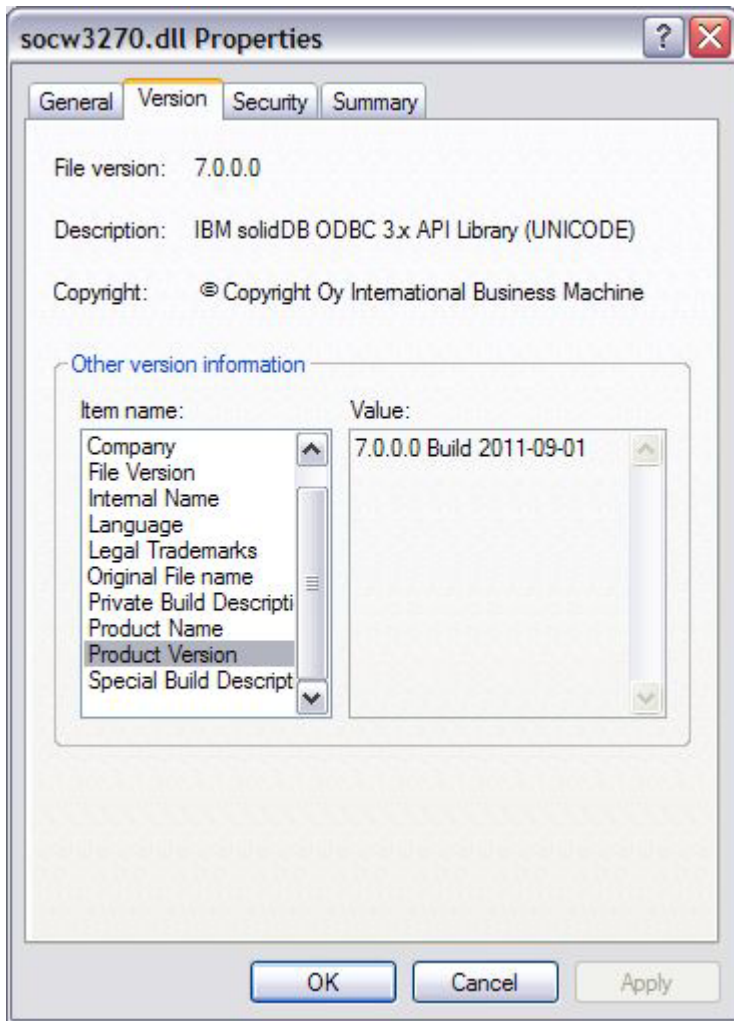 socw3270.dll Properties
General Version Security Summary
File version: 7.0.0.0
Description: IBM solidDB ODBC 3.x API Library (UNICODE)
Copyright: © Copyright Oy International Business Machine
Other version information
Item name: Value:
Company
File Version
Internal Name
Language
Legal Trademarks
Original File name
Private Build Descripti
Product Name
Product Version
Special Build Descript
7.0.0.0 Build 2011-09-01
OK Cancel Apply